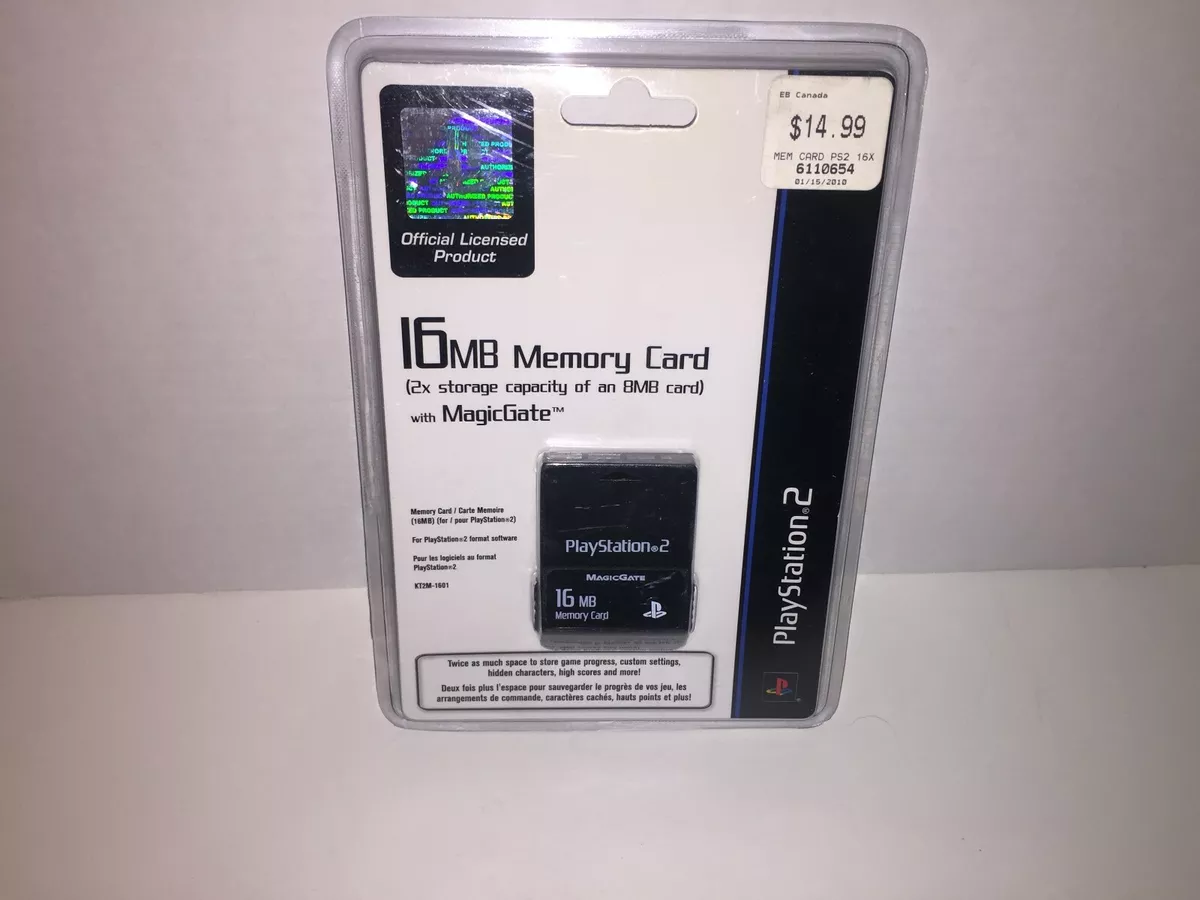 EB Canada
$14.99
MEM CARD PS2 16X
6110654
01/15/2010
AUTHORIZED PRODUC
Official Licensed
Product
16MB Memory Card
(2x storage capacity of an 8MB card)
with MagicGate™
Memory Card / Carte Memoire
(16MB) (for / pour PlayStation®2)
For PlayStation®2 format software
Pour les logiciels au format
PlayStation®2
KT2M-1601
PlayStation®2
MAGICGATE
16 MB
Memory Card
Twice as much space to store game progress, custom settings,
hidden characters, high scores and more!
Deux fois plus l'espace pour sauvegarder le progrès de vos jeu, les
arrangements de commande, caractères cachés, hauts points et plus!
PlayStation®2